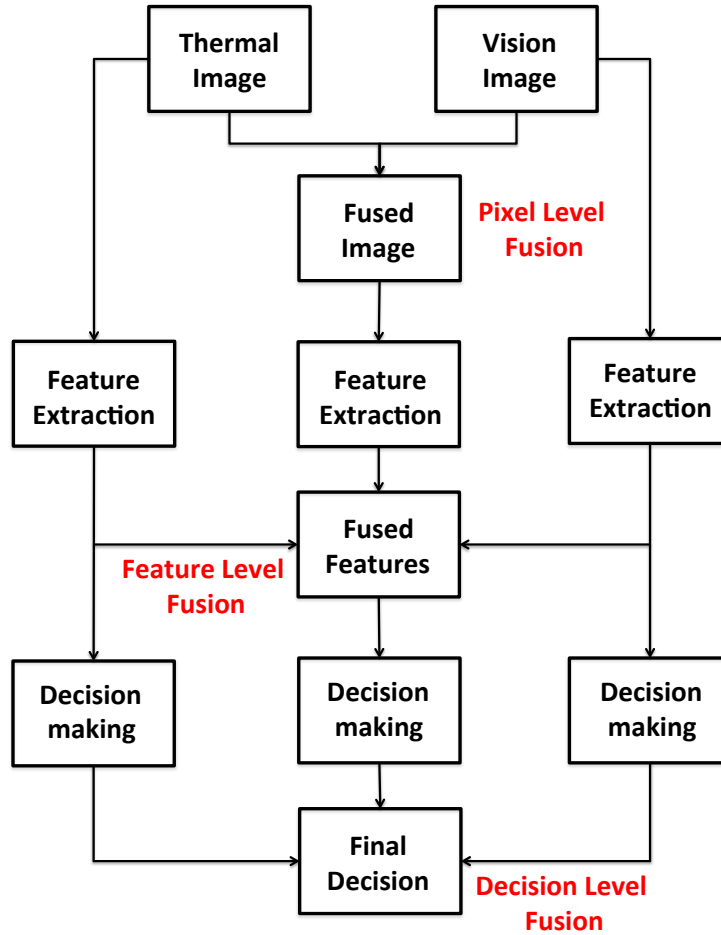 Thermal
Image
Vision
Image
Fused
Image
Pixel Level
Fusion
Feature
Extraction
Feature
Extraction
Feature
Extraction
Fused
Features
Feature Level
Fusion
Decision
making
Decision
making
Decision
making
Final
Decision
Decision Level
Fusion